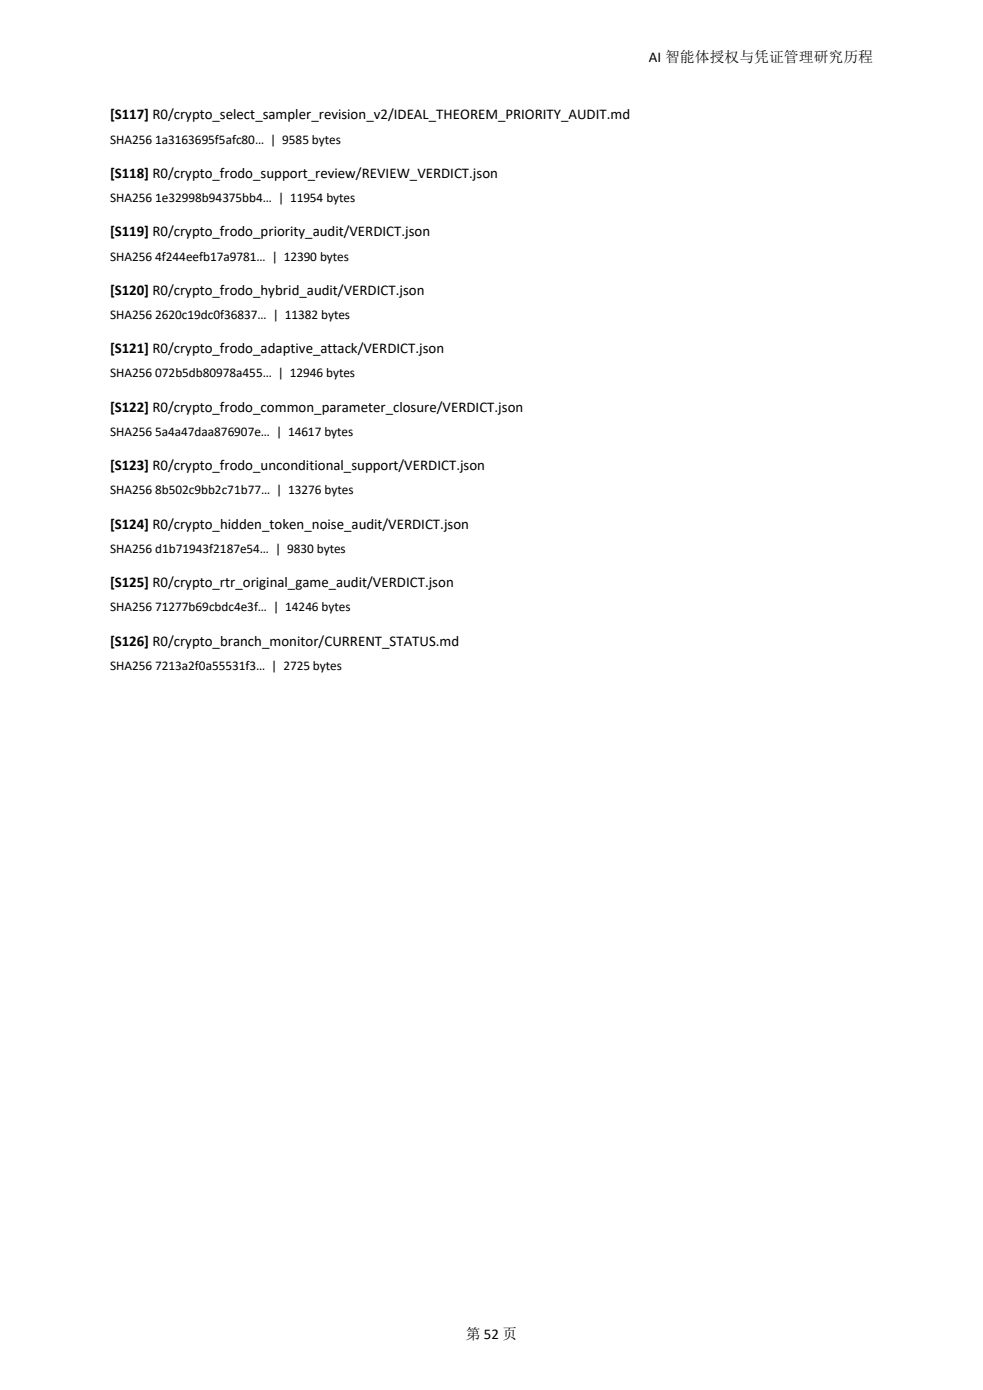 AI 智能体授权与凭证管理研究历程
[S117] R0/crypto_select_sampler_revision_v2/IDEAL_THEOREM_PRIORITY_AUDIT.md
SHA256 1a3163695f5afc80... | 9585 bytes
[S118] R0/crypto_frodo_support_review/REVIEW_VERDICT.json
SHA256 1e32998b94375bb4... | 11954 bytes
[S119] R0/crypto_frodo_priority_audit/VERDICT.json
SHA256 4f244eefb17a9781... | 12390 bytes
[S120] R0/crypto_frodo_hybrid_audit/VERDICT.json
SHA256 2620c19dc0f36837... | 11382 bytes
[S121] R0/crypto_frodo_adaptive_attack/VERDICT.json
SHA256 072b5db80978a455... | 12946 bytes
[S122] R0/crypto_frodo_common_parameter_closure/VERDICT.json
SHA256 5a4a47daa876907e... | 14617 bytes
[S123] R0/crypto_frodo_unconditional_support/VERDICT.json
SHA256 8b502c9bb2c71b77... | 13276 bytes
[S124] R0/crypto_hidden_token_noise_audit/VERDICT.json
SHA256 d1b71943f2187e54... | 9830 bytes
[S125] R0/crypto_rtr_original_game_audit/VERDICT.json
SHA256 71277b69cbdc4e3f... | 14246 bytes
[S126] R0/crypto_branch_monitor/CURRENT_STATUS.md
SHA256 7213a2f0a55531f3... | 2725 bytes
第 52 页